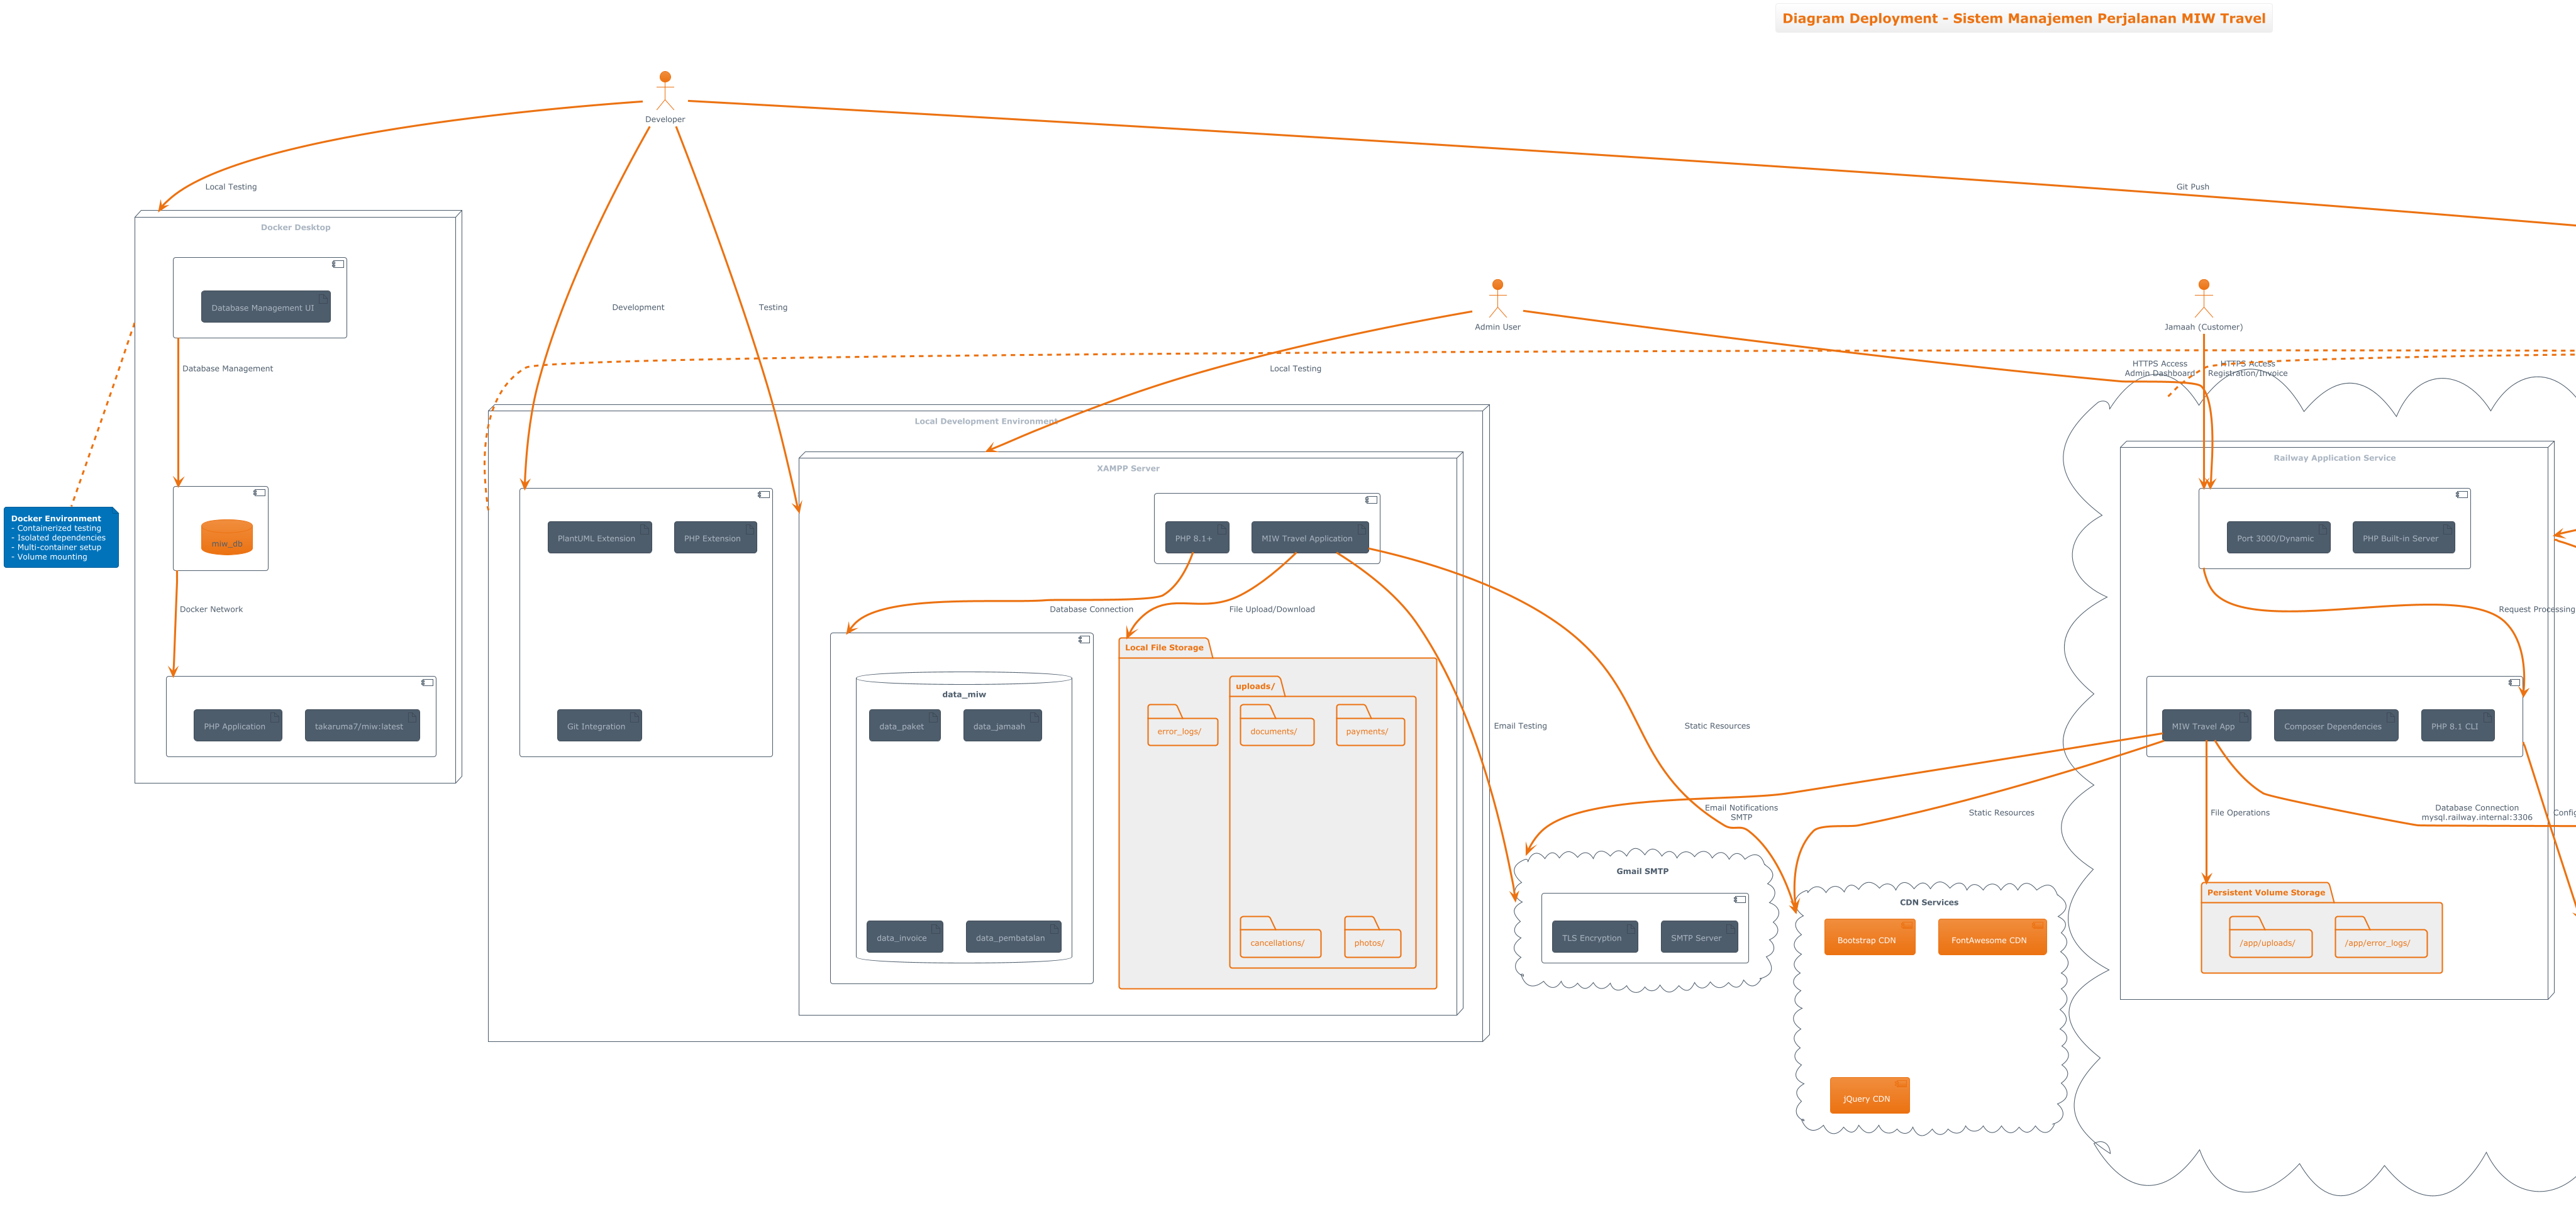 Diagram Deployment - Sistem Manajemen Perjalanan MIW Travel
Developer
Local Testing
Git Push
Docker Desktop
Database Management UI
Database Management
miw_db
Docker Network
PHP Application
takaruma7/miw:latest
Docker Environment
- Containerized testing
- Isolated dependencies
- Multi-container setup
- Volume mounting
Development
Testing
Admin User
Jamaah (Customer)
Local Testing
HTTPS Access
Admin Dashboard
HTTPS Access
Registration/Invoice
Local Development Environment
PlantUML Extension
PHP Extension
Git Integration
XAMPP Server
PHP 8.1+
MIW Travel Application
Database Connection
File Upload/Download
data_miw
data_paket
data_jamaah
data_invoice
data_pembatalan
Local File Storage
error_logs/
uploads/
documents/
payments/
cancellations/
photos/
Email Testing
Static Resources
Email Notifications
SMTP
Static Resources
Gmail SMTP
TLS Encryption
SMTP Server
CDN Services
Bootstrap CDN
FontAwesome CDN
jQuery CDN
Railway Application Service
Port 3000/Dynamic
PHP Built-in Server
Request Processing
MIW Travel App
Composer Dependencies
PHP 8.1 CLI
File Operations
Database Connection
mysql.railway.internal:3306
Persistent Volume Storage
/app/uploads/
/app/error_logs/